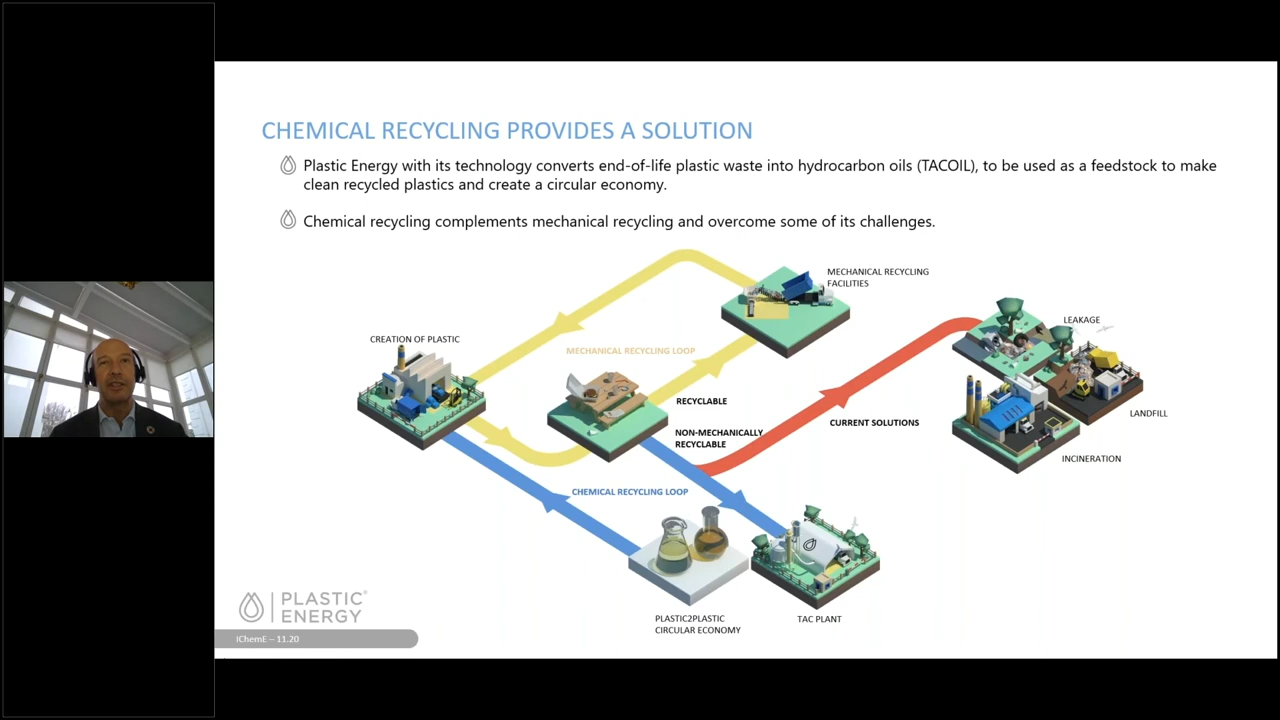 CHEMICAL RECYCLING PROVIDES A SOLUTION
Plastic Energy with its technology converts end-of-life plastic waste into hydrocarbon oils (TACOIL), to be used as a feedstock to make
clean recycled plastics and create a circular economy.
Chemical recycling complements mechanical recycling and overcome some of its challenges.
MECHANICAL RECYCLING
FACILITIES
LEAKAGE
CREATION OF PLASTIC
MECHANICAL RECYCLING LOOP
RECYCLABLE
LANDFILL
CURRENT SOLUTIONS
NON-MECHANICALLY
RECYCLABLE
INCINERATION
CHEMICAL RECYCLING LOOP
PLASTIC2PLASTIC
CIRCULAR ECONOMY
TAC PLANT
PLASTIC®
ENERGY
IChemE – 11.20